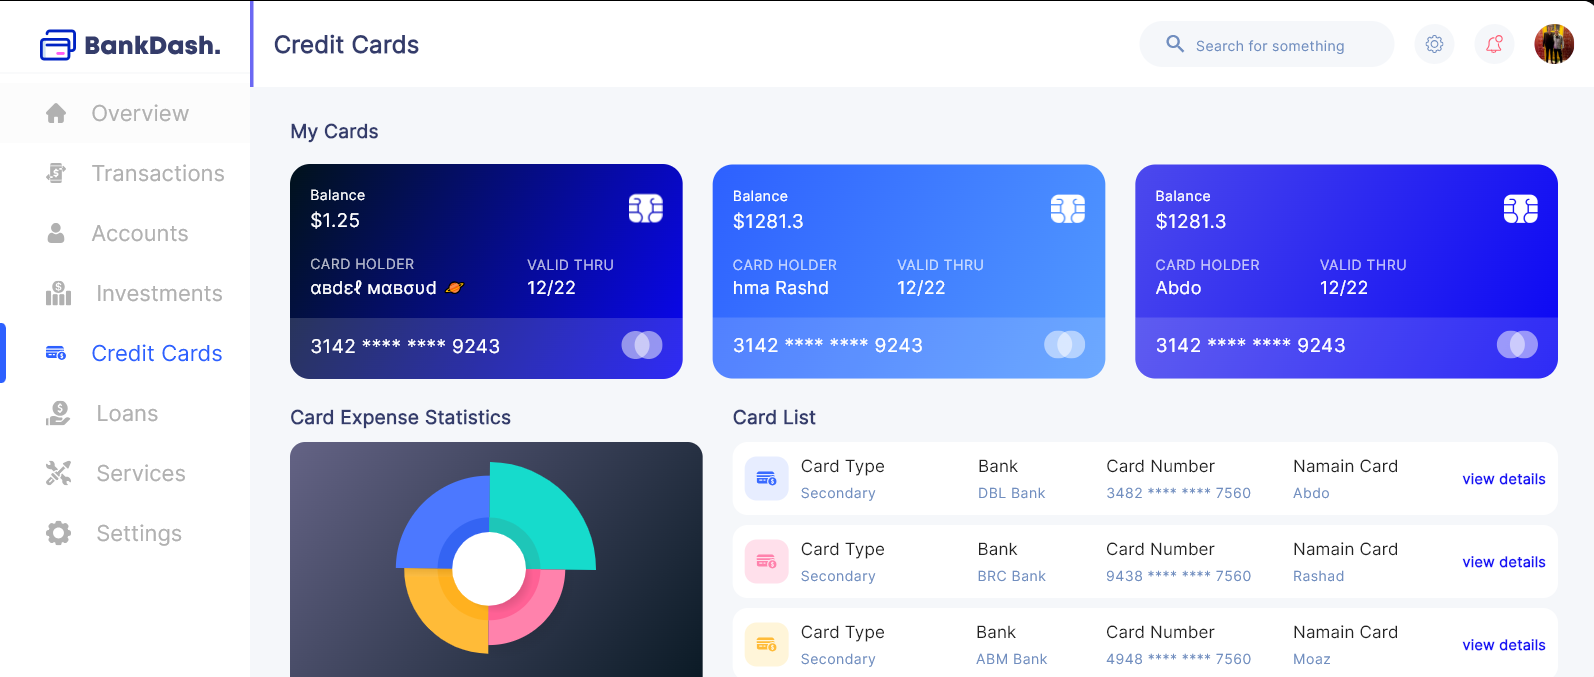 BankDash.
Credit Cards
Search for something
Overview
Transactions
Accounts
Investments
Credit Cards
Loans
Services
Settings
My Cards
Balance
$1.25
CARD HOLDER VALID THRU
αвdεℓ мαвσυd 🪐 12/22
3142 **** **** 9243
Balance
$1281.3
CARD HOLDER VALID THRU
hma Rashd 12/22
3142 **** **** 9243
Balance
$1281.3
CARD HOLDER VALID THRU
Abdo 12/22
3142 **** **** 9243
Card Expense Statistics
Card List
Card Type Bank Card Number Namain Card
Secondary DBL Bank 3482 **** **** 7560 Abdo
view details
Card Type Bank Card Number Namain Card
Secondary BRC Bank 9438 **** **** 7560 Rashad
view details
Card Type Bank Card Number Namain Card
Secondary ABM Bank 4948 **** **** 7560 Moaz
view details